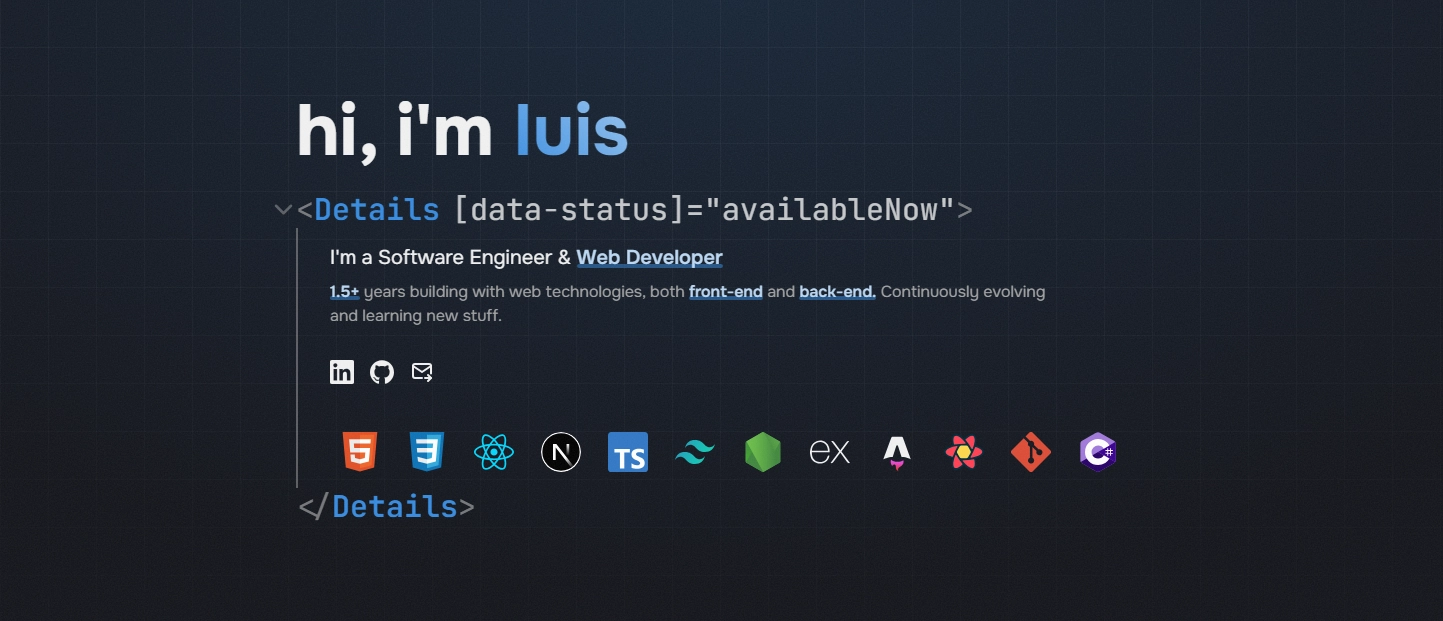 hi, i'm luis
<Details [data-status]="availableNow">
I'm a Software Engineer & Web Developer
1.5+ years building with web technologies, both front-end and back-end. Continuously evolving
and learning new stuff.
in
5 3 N TS ex C#
</Details>